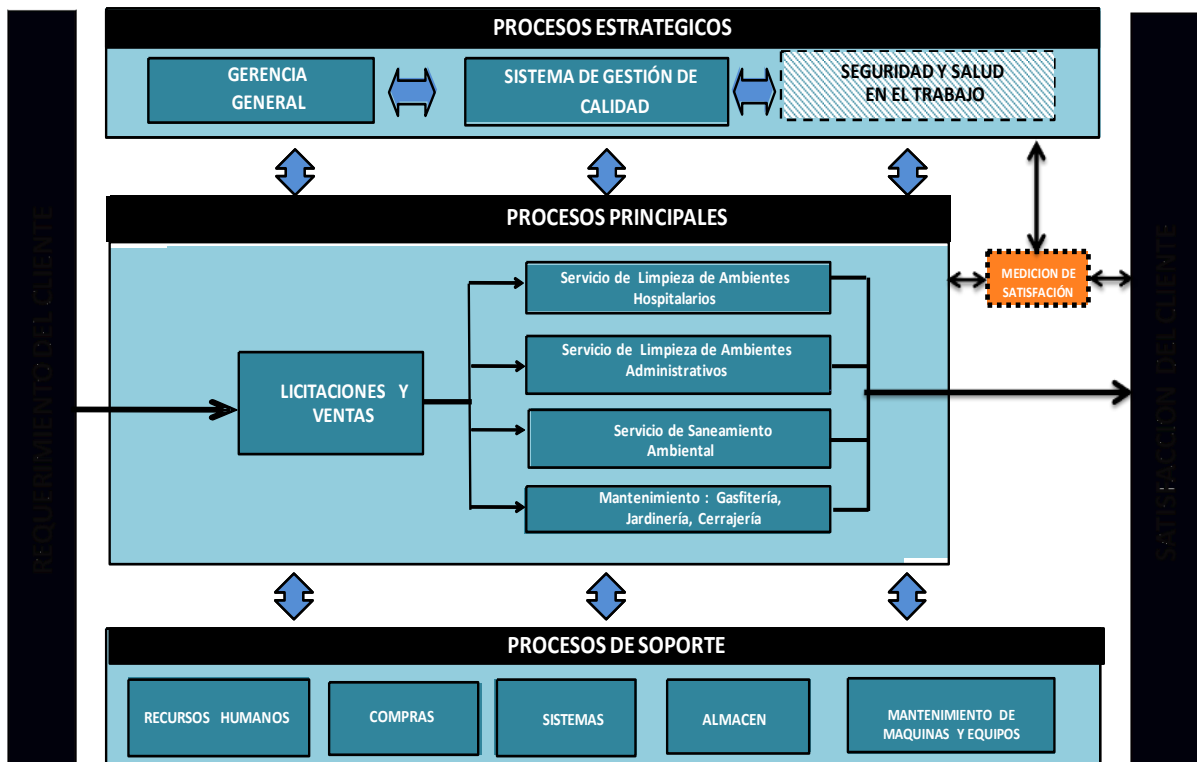 PROCESOS ESTRATEGICOS
GERENCIA
GENERAL
SISTEMA DE GESTIÓN DE
CALIDAD
SEGURIDAD Y SALUD
EN EL TRABAJO
REQUERIMIENTO DEL CLIENTE
PROCESOS PRINCIPALES
LICITACIONES Y
VENTAS
Servicio de Limpieza de Ambientes
Hospitalarios
Servicio de Limpieza de Ambientes
Administrativos
Servicio de Saneamiento
Ambiental
Mantenimiento : Gasfitería,
Jardinería, Cerrajería
MEDICION DE
SATISFACIÓN
SATISFACCION DEL CLIENTE
PROCESOS DE SOPORTE
RECURSOS HUMANOS
COMPRAS
SISTEMAS
ALMACEN
MANTENIMIENTO DE
MAQUINAS Y EQUIPOS